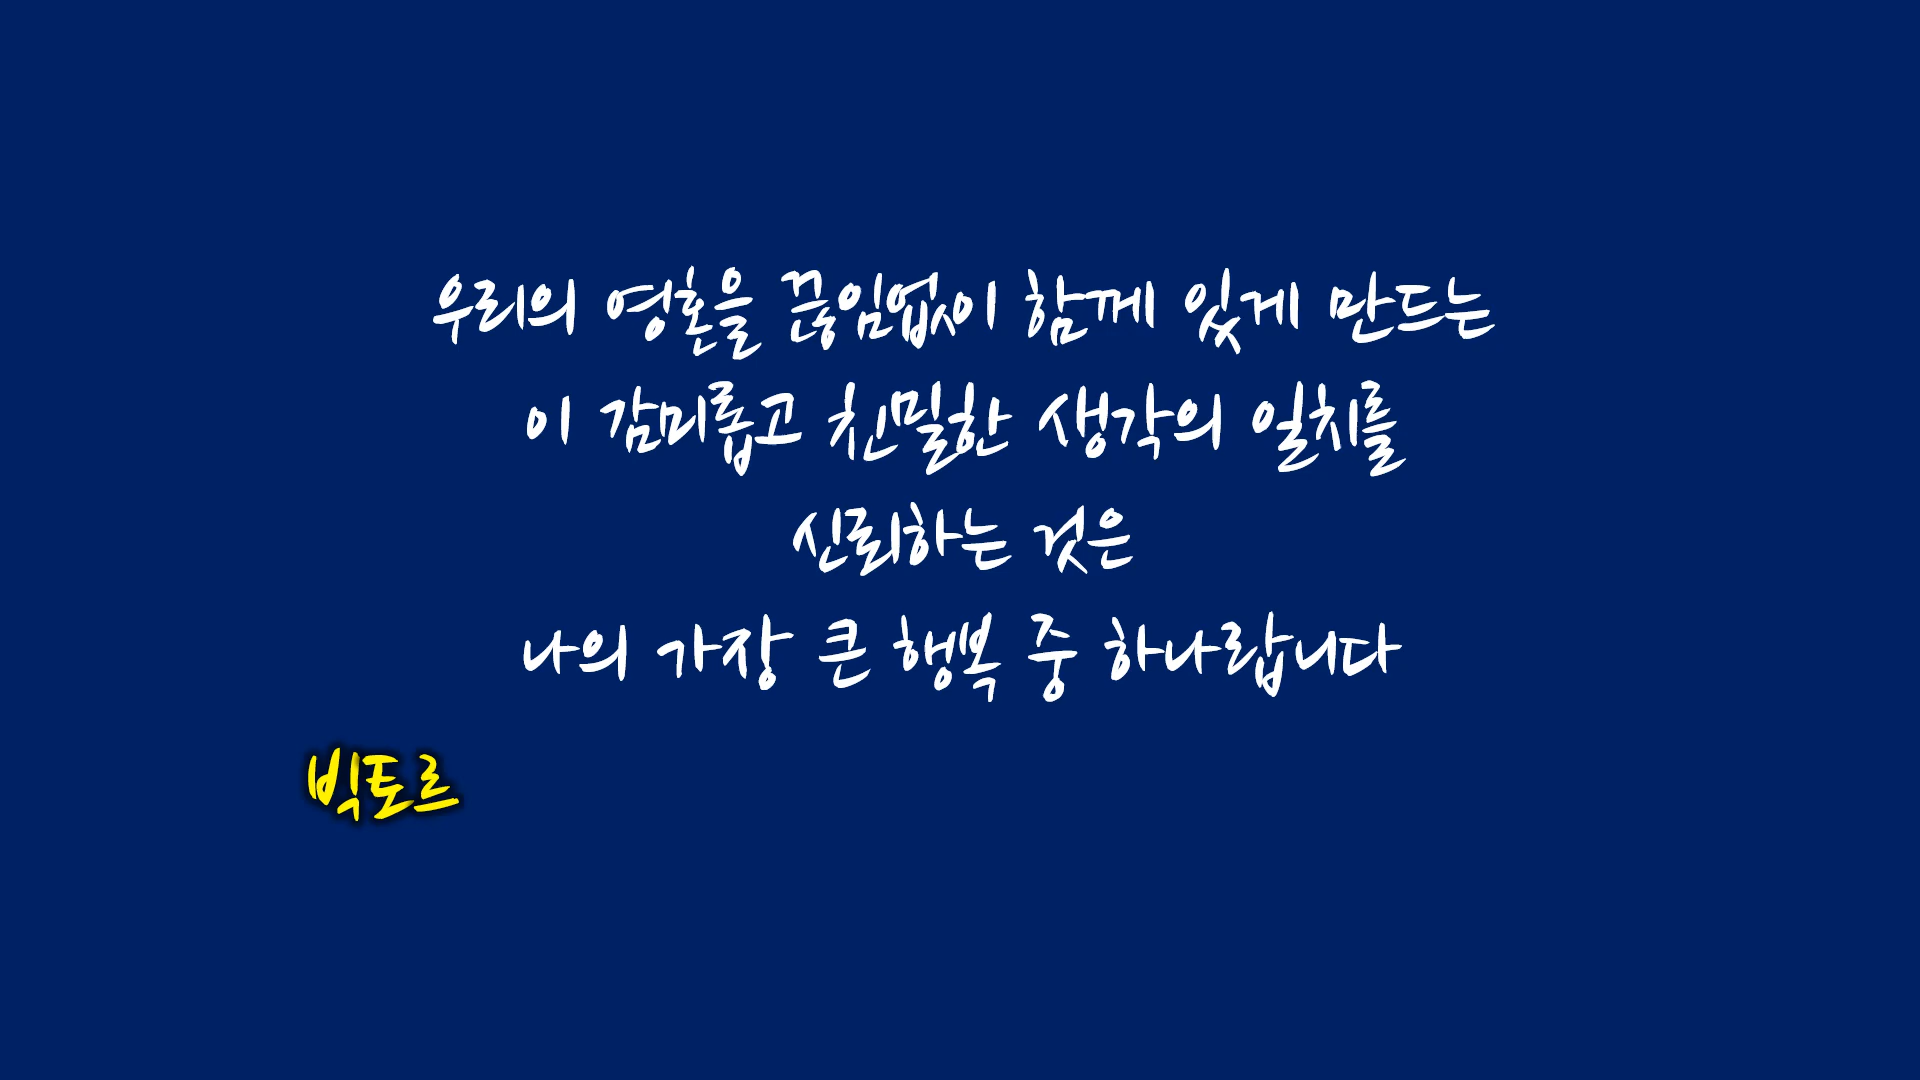 우리의 영혼을 끊임없이 함께 있게 만드는
이 감미롭고 친밀한 생각의 일치를
신뢰하는 것은
나의 가장 큰 행복 중 하나랍니다
빅토르